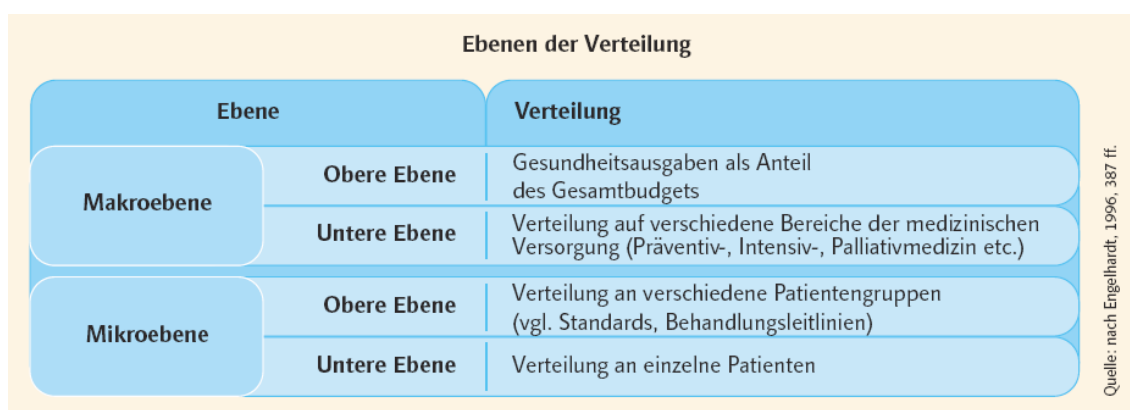 Ebenen der Verteilung
Ebene
Verteilung
Makroebene
Obere Ebene
Gesundheitsausgaben als Anteil
des Gesamtbudgets
Untere Ebene
Verteilung auf verschiedene Bereiche der medizinischen
Versorgung (Präventiv-, Intensiv-, Palliativmedizin etc.)
Mikroebene
Obere Ebene
Verteilung an verschiedene Patientengruppen
(vgl. Standards, Behandlungsleitlinien)
Untere Ebene
Verteilung an einzelne Patienten
Quelle: nach Engelhardt, 1996, 387 ff.